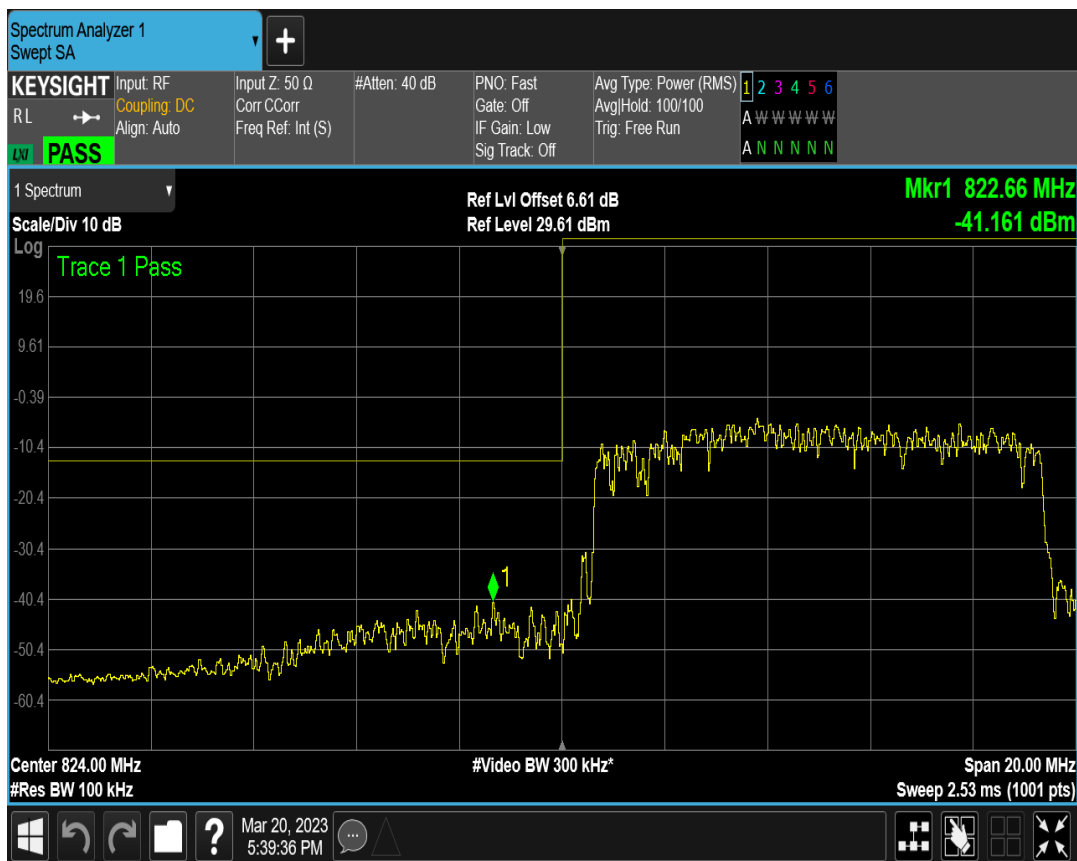 Spectrum Analyzer 1
Swept SA
+
KEYSIGHT
R L
LXI PASS
Input: RF
Coupling: DC
Align: Auto
Input Z: 50 Ω
Corr CCorr
Freq Ref: Int (S)
#Atten: 40 dB
PNO: Fast
Gate: Off
IF Gain: Low
Sig Track: Off
Avg Type: Power (RMS)
Avg|Hold: 100/100
Trig: Free Run
1 2 3 4 5 6
A W W W W W
A N N N N N
1 Spectrum
Scale/Div 10 dB
Ref Lvl Offset 6.61 dB
Ref Level 29.61 dBm
Mkr1 822.66 MHz
-41.161 dBm
Log
Trace 1 Pass
19.6
9.61
-0.39
-10.4
-20.4
-30.4
-40.4
-50.4
-60.4
1
Center 824.00 MHz
#Res BW 100 kHz
#Video BW 300 kHz*
Span 20.00 MHz
Sweep 2.53 ms (1001 pts)
?
Mar 20, 2023
5:39:36 PM